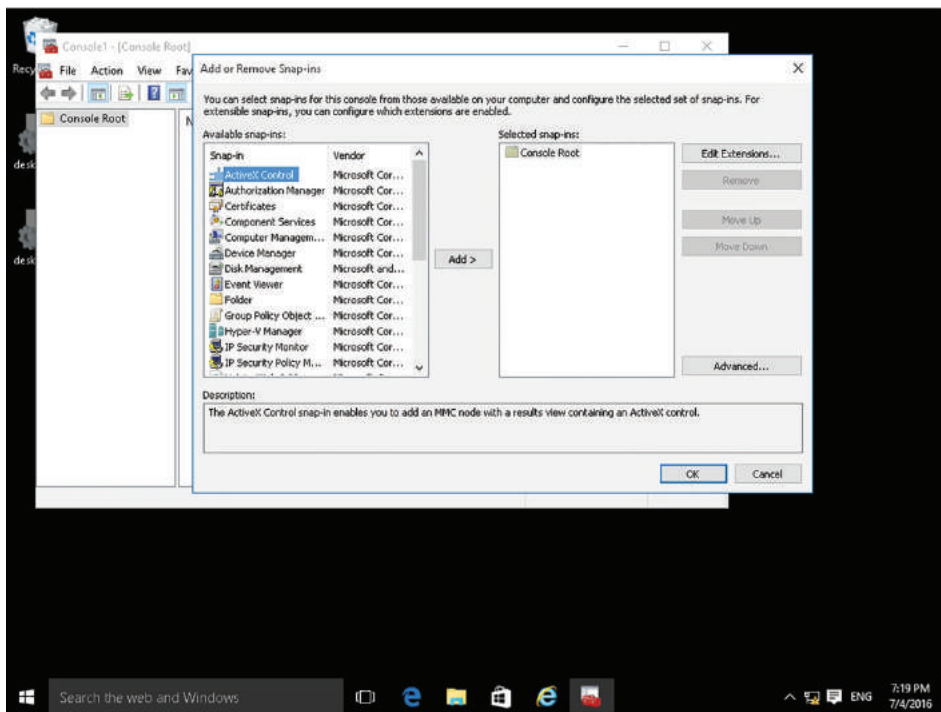 Recy
Console1 - [Console Root]
File Action View Fav
Console Root
N
desk
desk
Add or Remove Snap-ins
You can select snap-ins for this console from those available on your computer and configure the selected set of snap-ins. For
extensible snap-ins, you can configure which extensions are enabled.
Available snap-ins:
Selected snap-ins:
Snap-in Vendor
ActiveX Control Microsoft Cor...
Authorization Manager Microsoft Cor...
Certificates Microsoft Cor...
Component Services Microsoft Cor...
Computer Managem... Microsoft Cor...
Device Manager Microsoft Cor...
Disk Management Microsoft and...
Event Viewer Microsoft Cor...
Folder Microsoft Cor...
Group Policy Object ... Microsoft Cor...
Hyper-V Manager Microsoft Cor...
IP Security Monitor Microsoft Cor...
IP Security Policy M... Microsoft Cor...
Add >
Console Root
Edit Extensions...
Remove
Move Up
Move Down
Advanced...
Description:
The ActiveX Control snap-in enables you to add an MMC node with a results view containing an ActiveX control.
OK Cancel
Search the web and Windows
ENG
7:19 PM
7/4/2016